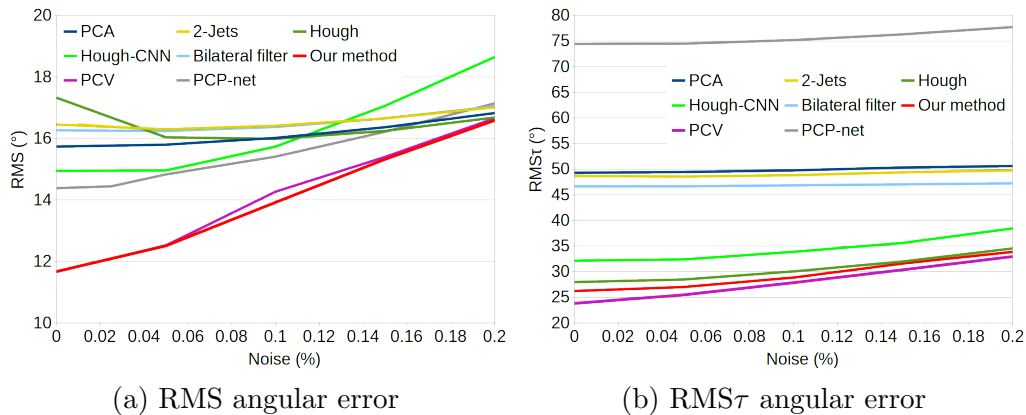 20
18
16
14
12
10
RMS (°)
PCA
2-Jets
Hough
Hough-CNN
Bilateral filter
Our method
PCV
PCP-net
0 0.02 0.04 0.06 0.08 0.1 0.12 0.14 0.16 0.18 0.2
Noise (%)
(a) RMS angular error
80
75
70
65
60
55
50
45
40
35
30
25
20
RMSτ (°)
PCA
2-Jets
Hough
Hough-CNN
Bilateral filter
Our method
PCV
PCP-net
0 0.02 0.04 0.06 0.08 0.1 0.12 0.14 0.16 0.18 0.2
Noise (%)
(b) RMSτ angular error